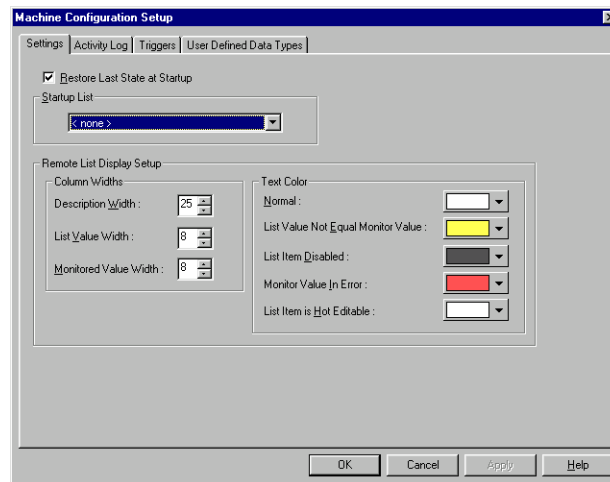 Machine Configuration Setup
Settings
Activity Log
Triggers
User Defined Data Types
Restore Last State at Startup
Startup List
< none >
Remote List Display Setup
Column Widths
Description Width :
25
List Value Width :
8
Monitored Value Width :
8
Text Color
Normal :
List Value Not Equal Monitor Value :
List Item Disabled :
Monitor Value In Error :
List Item is Hot Editable :
OK
Cancel
Apply
Help